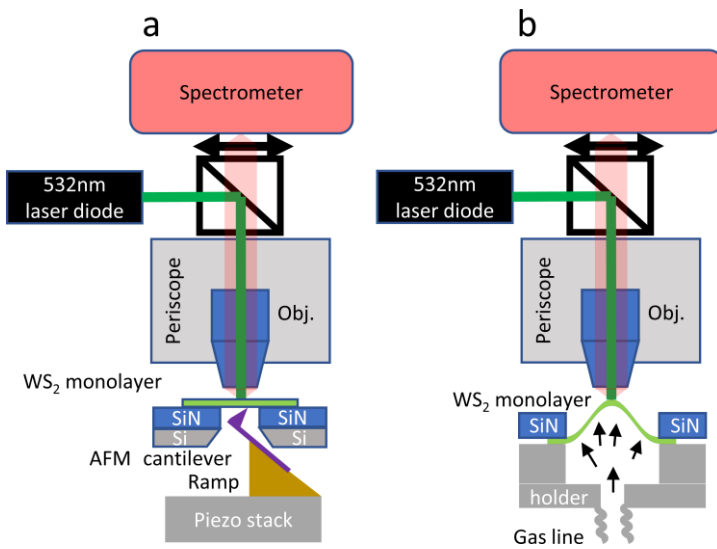 a
Spectrometer
532nm
laser diode
Periscope
Obj.
WS₂ monolayer
SiN
SiN
Si
Si
AFM cantilever
Ramp
Piezo stack
b
Spectrometer
532nm
laser diode
Periscope
Obj.
WS₂ monolayer
SiN
SiN
holder
Gas line